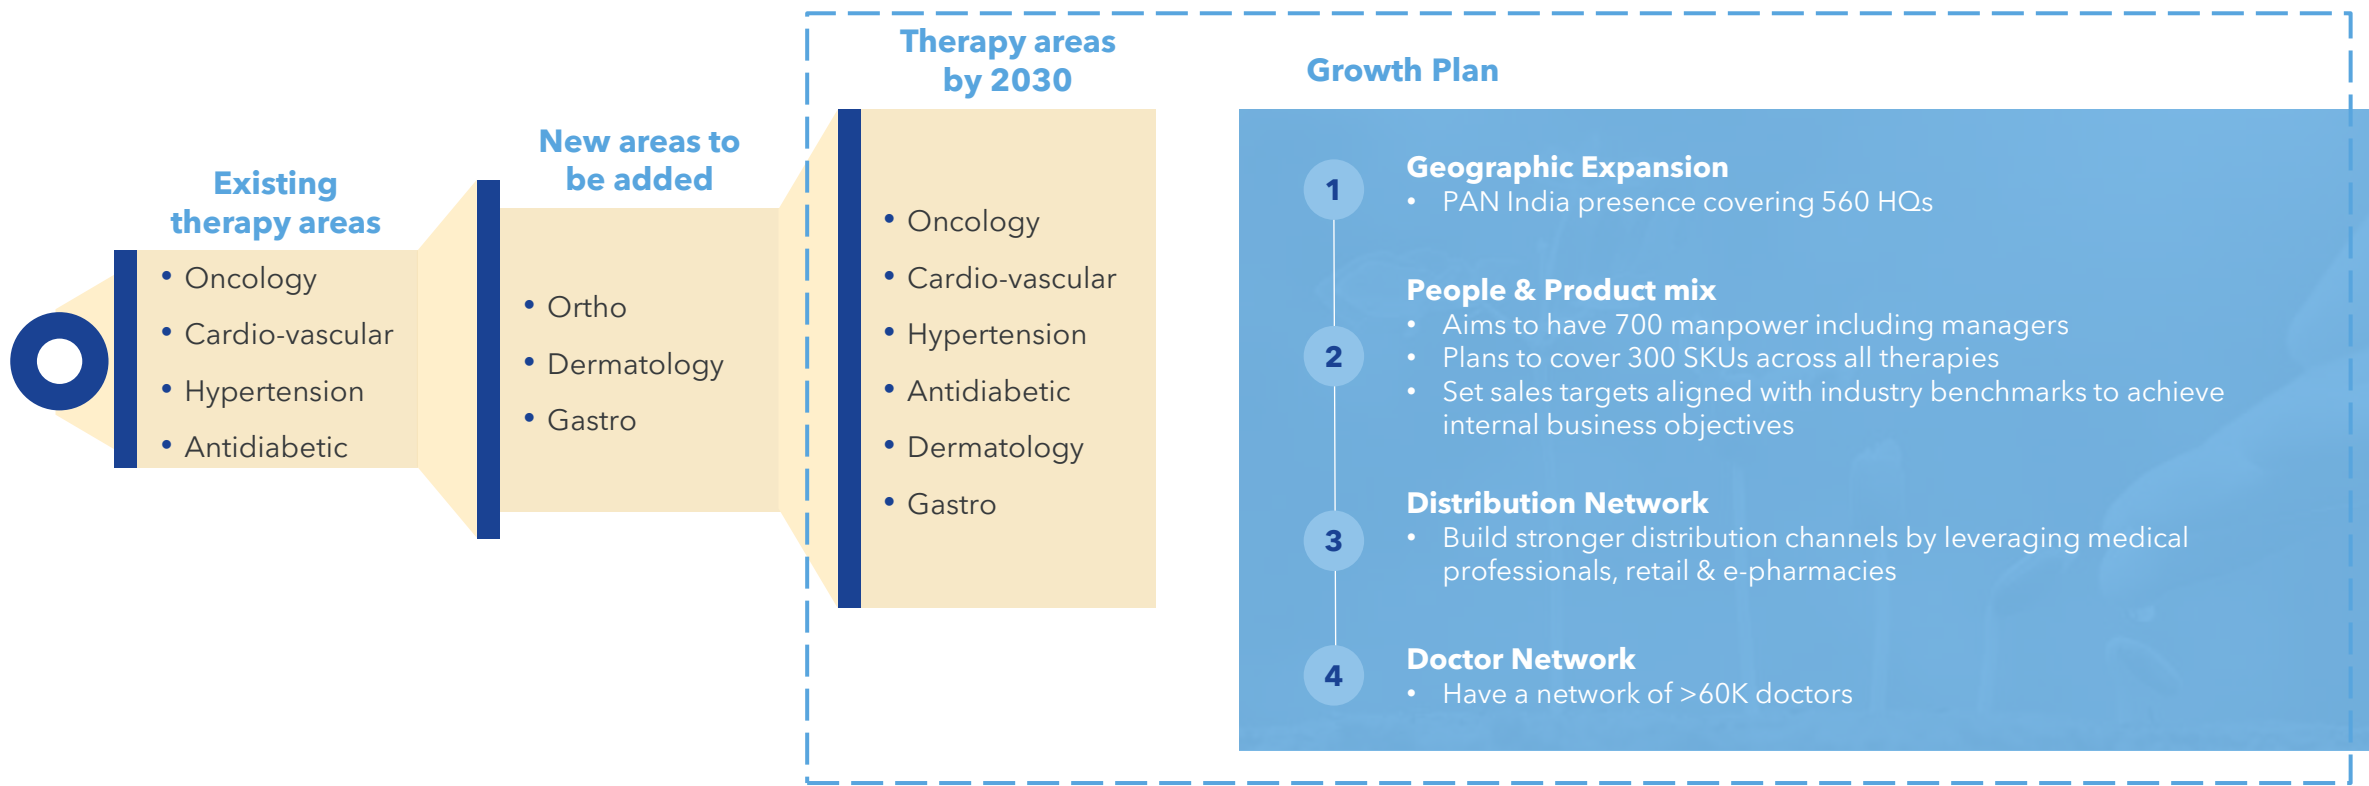 Existing
therapy areas
• Oncology
• Cardio-vascular
• Hypertension
• Antidiabetic
New areas to
be added
• Ortho
• Dermatology
• Gastro
Therapy areas
by 2030
• Oncology
• Cardio-vascular
• Hypertension
• Antidiabetic
• Dermatology
• Gastro
Growth Plan
1
Geographic Expansion
• PAN India presence covering 560 HQs
2
People & Product mix
• Aims to have 700 manpower including managers
• Plans to cover 300 SKUs across all therapies
• Set sales targets aligned with industry benchmarks to achieve
internal business objectives
3
Distribution Network
• Build stronger distribution channels by leveraging medical
professionals, retail & e-pharmacies
4
Doctor Network
• Have a network of >60K doctors